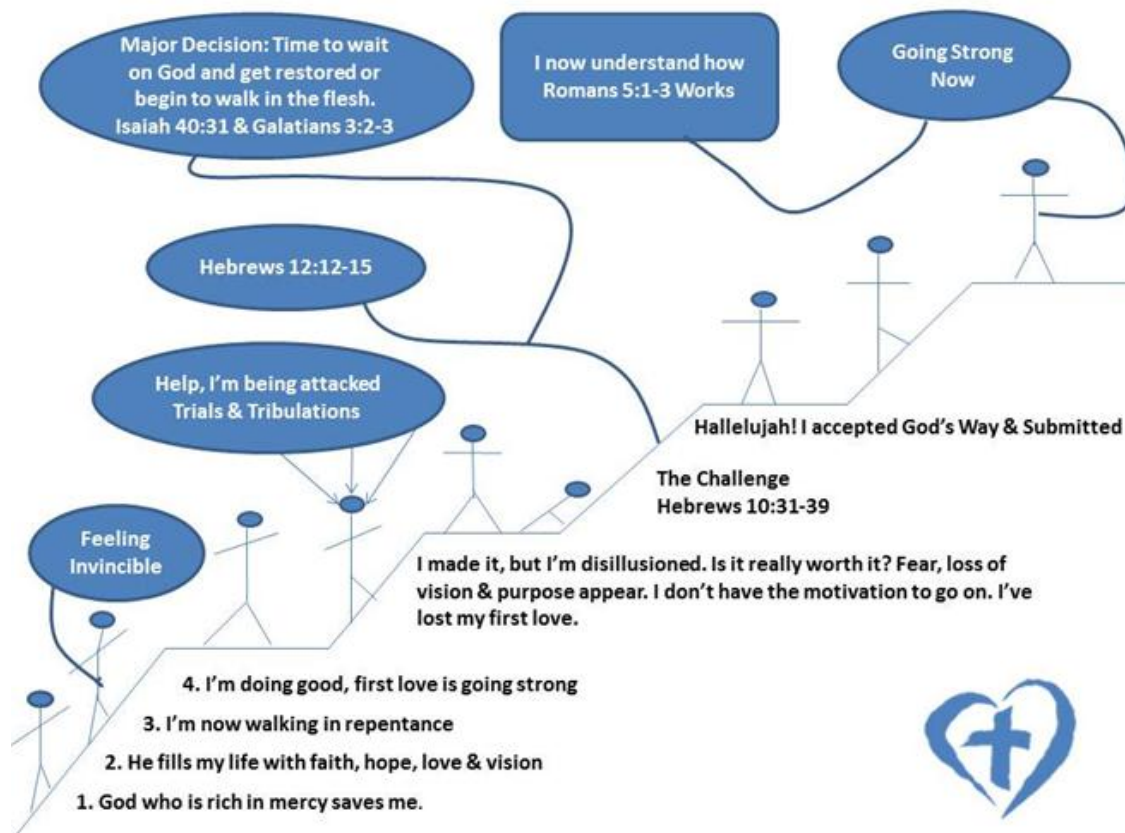 Major Decision: Time to wait
on God and get restored or
begin to walk in the flesh.
Isaiah 40:31 & Galatians 3:2-3
I now understand how
Romans 5:1-3 Works
Going Strong
Now
Hebrews 12:12-15
Help, I'm being attacked
Trials & Tribulations
Feeling
Invincible
Hallelujah! I accepted God's Way & Submitted
The Challenge
Hebrews 10:31-39
I made it, but I'm disillusioned. Is it really worth it? Fear, loss of
vision & purpose appear. I don't have the motivation to go on. I've
lost my first love.
4. I'm doing good, first love is going strong
3. I'm now walking in repentance
2. He fills my life with faith, hope, love & vision
1. God who is rich in mercy saves me.